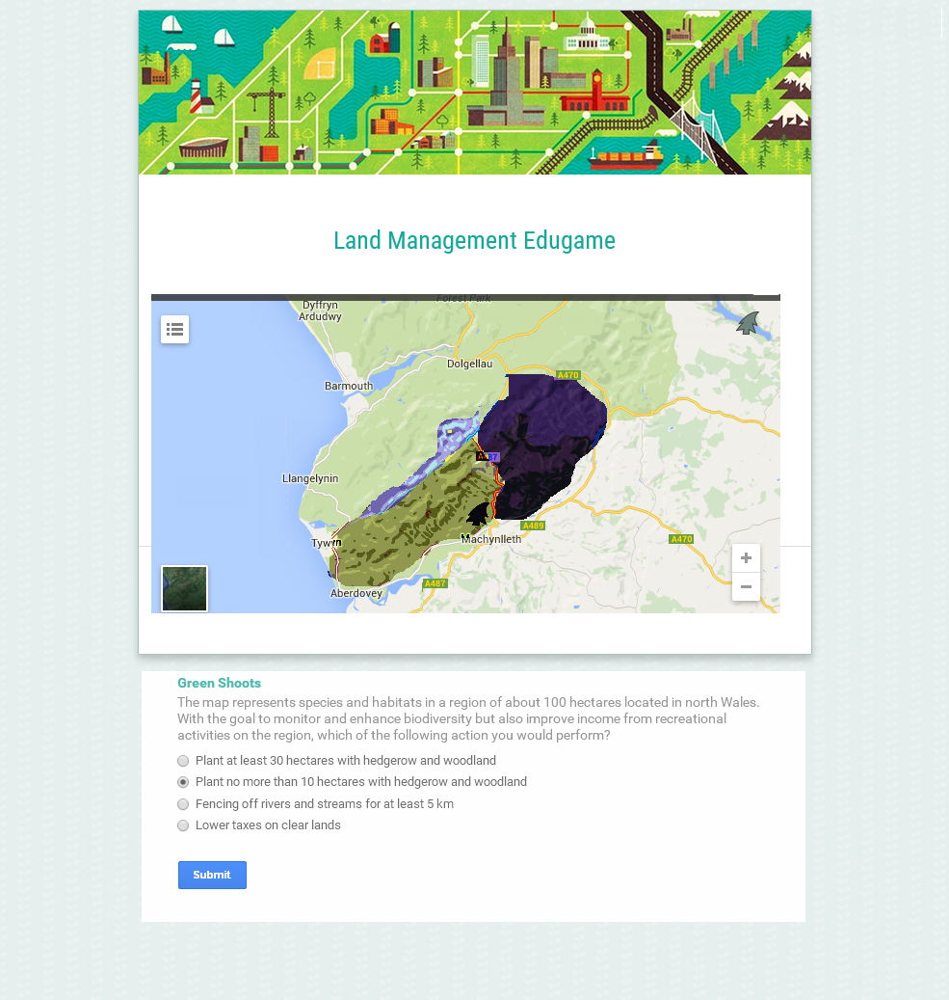 Land Management Edugame
Forest Park
Dyffryn
Ardudwy
Dolgellau
A470
Barmouth
Llangelynin
A489
Machynlleth
A470
Tywyn
A487
Aberdovey
Green Shoots
The map represents species and habitats in a region of about 100 hectares located in north Wales.
With the goal to monitor and enhance biodiversity but also improve income from recreational
activities on the region, which of the following action you would perform?
Plant at least 30 hectares with hedgerow and woodland
Plant no more than 10 hectares with hedgerow and woodland
Fencing off rivers and streams for at least 5 km
Lower taxes on clear lands
Submit